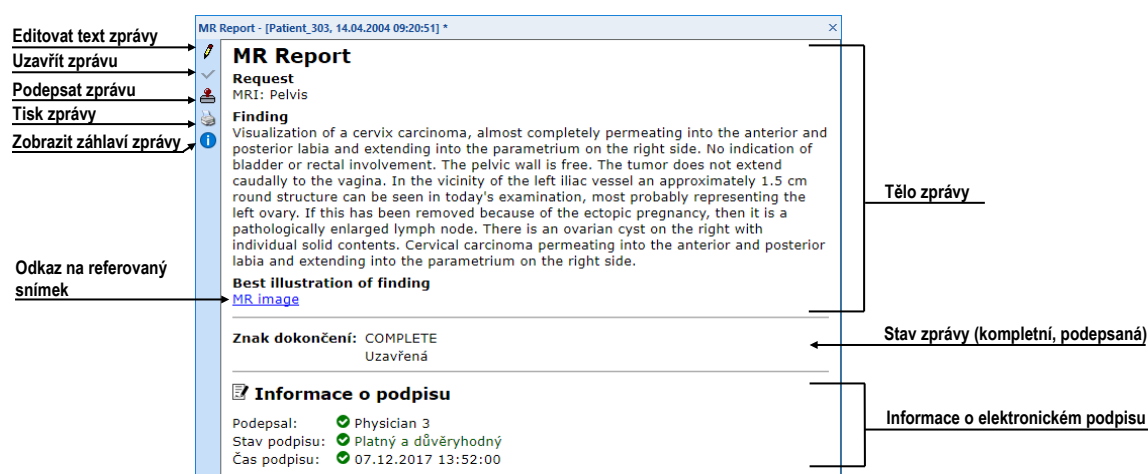 MR Report - [Patient_303, 14.04.2004 09:20:51] *
Editovat text zprávy
Uzavřít zprávu
Podepsat zprávu
Tisk zprávy
Zobrazit záhlaví zprávy
MR Report
Request
MRI: Pelvis
Finding
Visualization of a cervix carcinoma, almost completely permeating into the anterior and
posterior labia and extending into the parametrium on the right side. No indication of
bladder or rectal involvement. The pelvic wall is free. The tumor does not extend
caudally to the vagina. In the vicinity of the left iliac vessel an approximately 1.5 cm
round structure can be seen in today's examination, most probably representing the
left ovary. If this has been removed because of the ectopic pregnancy, then it is a
pathologically enlarged lymph node. There is an ovarian cyst on the right with
individual solid contents. Cervical carcinoma permeating into the anterior and posterior
labia and extending into the parametrium on the right side.
Tělo zprávy
Odkaz na referovaný
snímek
Best illustration of finding
MR image
Znak dokončení: COMPLETE
Uzavřená
Stav zprávy (kompletní, podepsaná)
Informace o podpisu
Podepsal: Physician 3
Stav podpisu: Platný a důvěryhodný
Čas podpisu: 07.12.2017 13:52:00
Informace o elektronickém podpisu